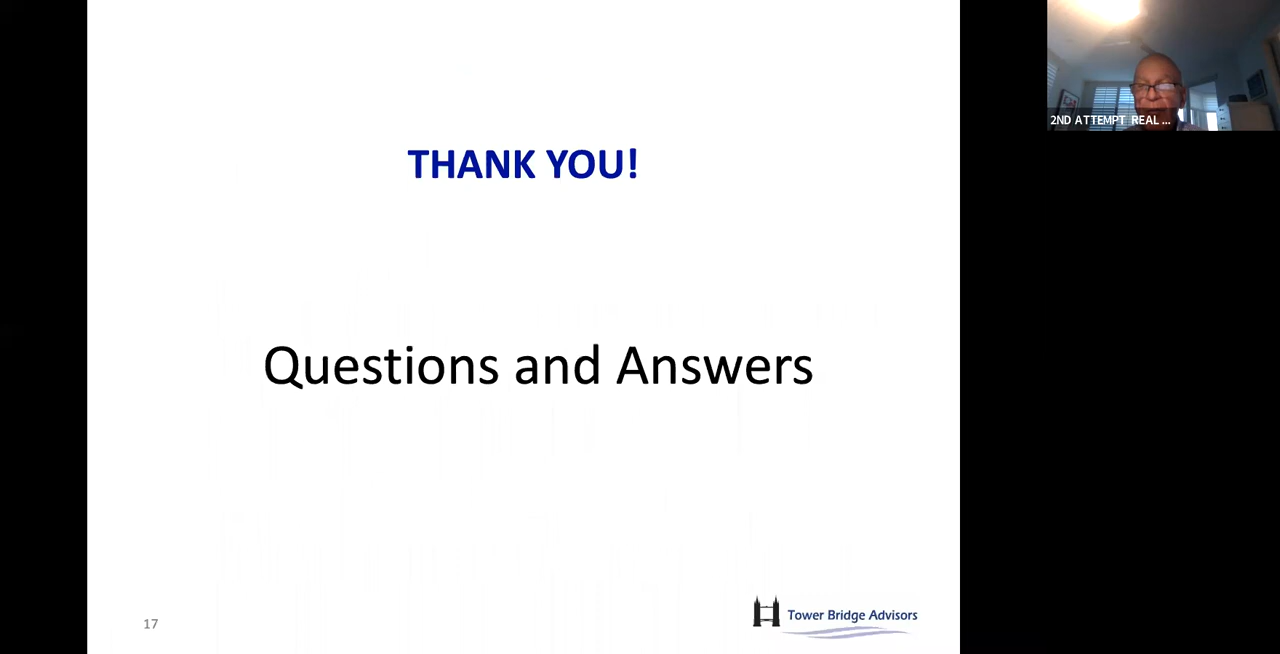 THANK YOU!
2ND ATTEMPT REAL ...
Questions and Answers
17
Tower Bridge Advisors